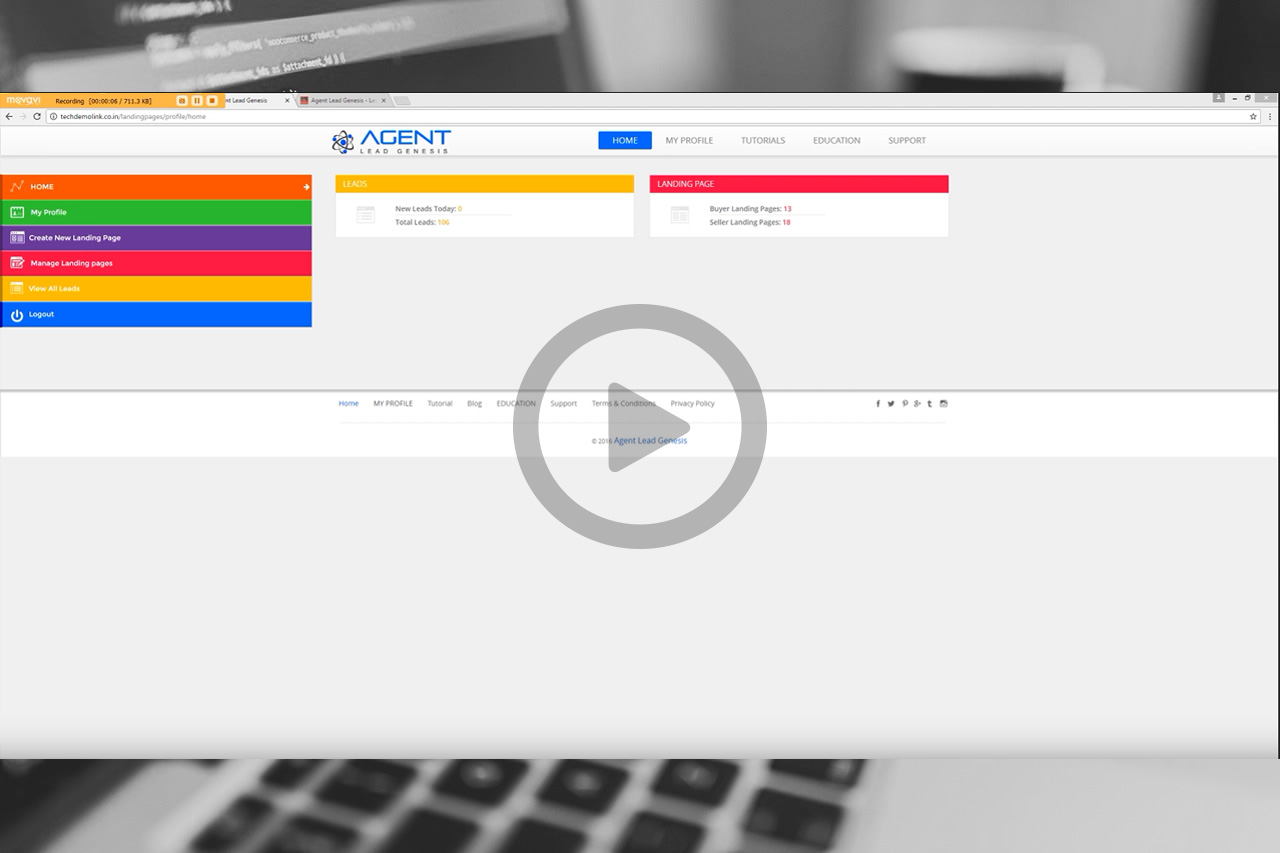 "woocommerce_product_
$attachment_ids as $attachment_id ) {
movavi Recording [00:00:06 / 711.3 KB] nt Lead Genesis Agent Lead Genesis
techdemolink.co.in/landingpages/profile/home
AGENT
LEAD GENESIS
HOME MY PROFILE TUTORIALS EDUCATION SUPPORT
HOME
My Profile
Create New Landing Page
Manage Landing pages
View All Leads
Logout
LEADS
New Leads Today: 0
Total Leads: 106
LANDING PAGE
Buyer Landing Pages: 13
Seller Landing Pages: 18
Home MY PROFILE Tutorial Blog EDUCATION Support Terms & Conditions Privacy Policy
© 2016 Agent Lead Genesis